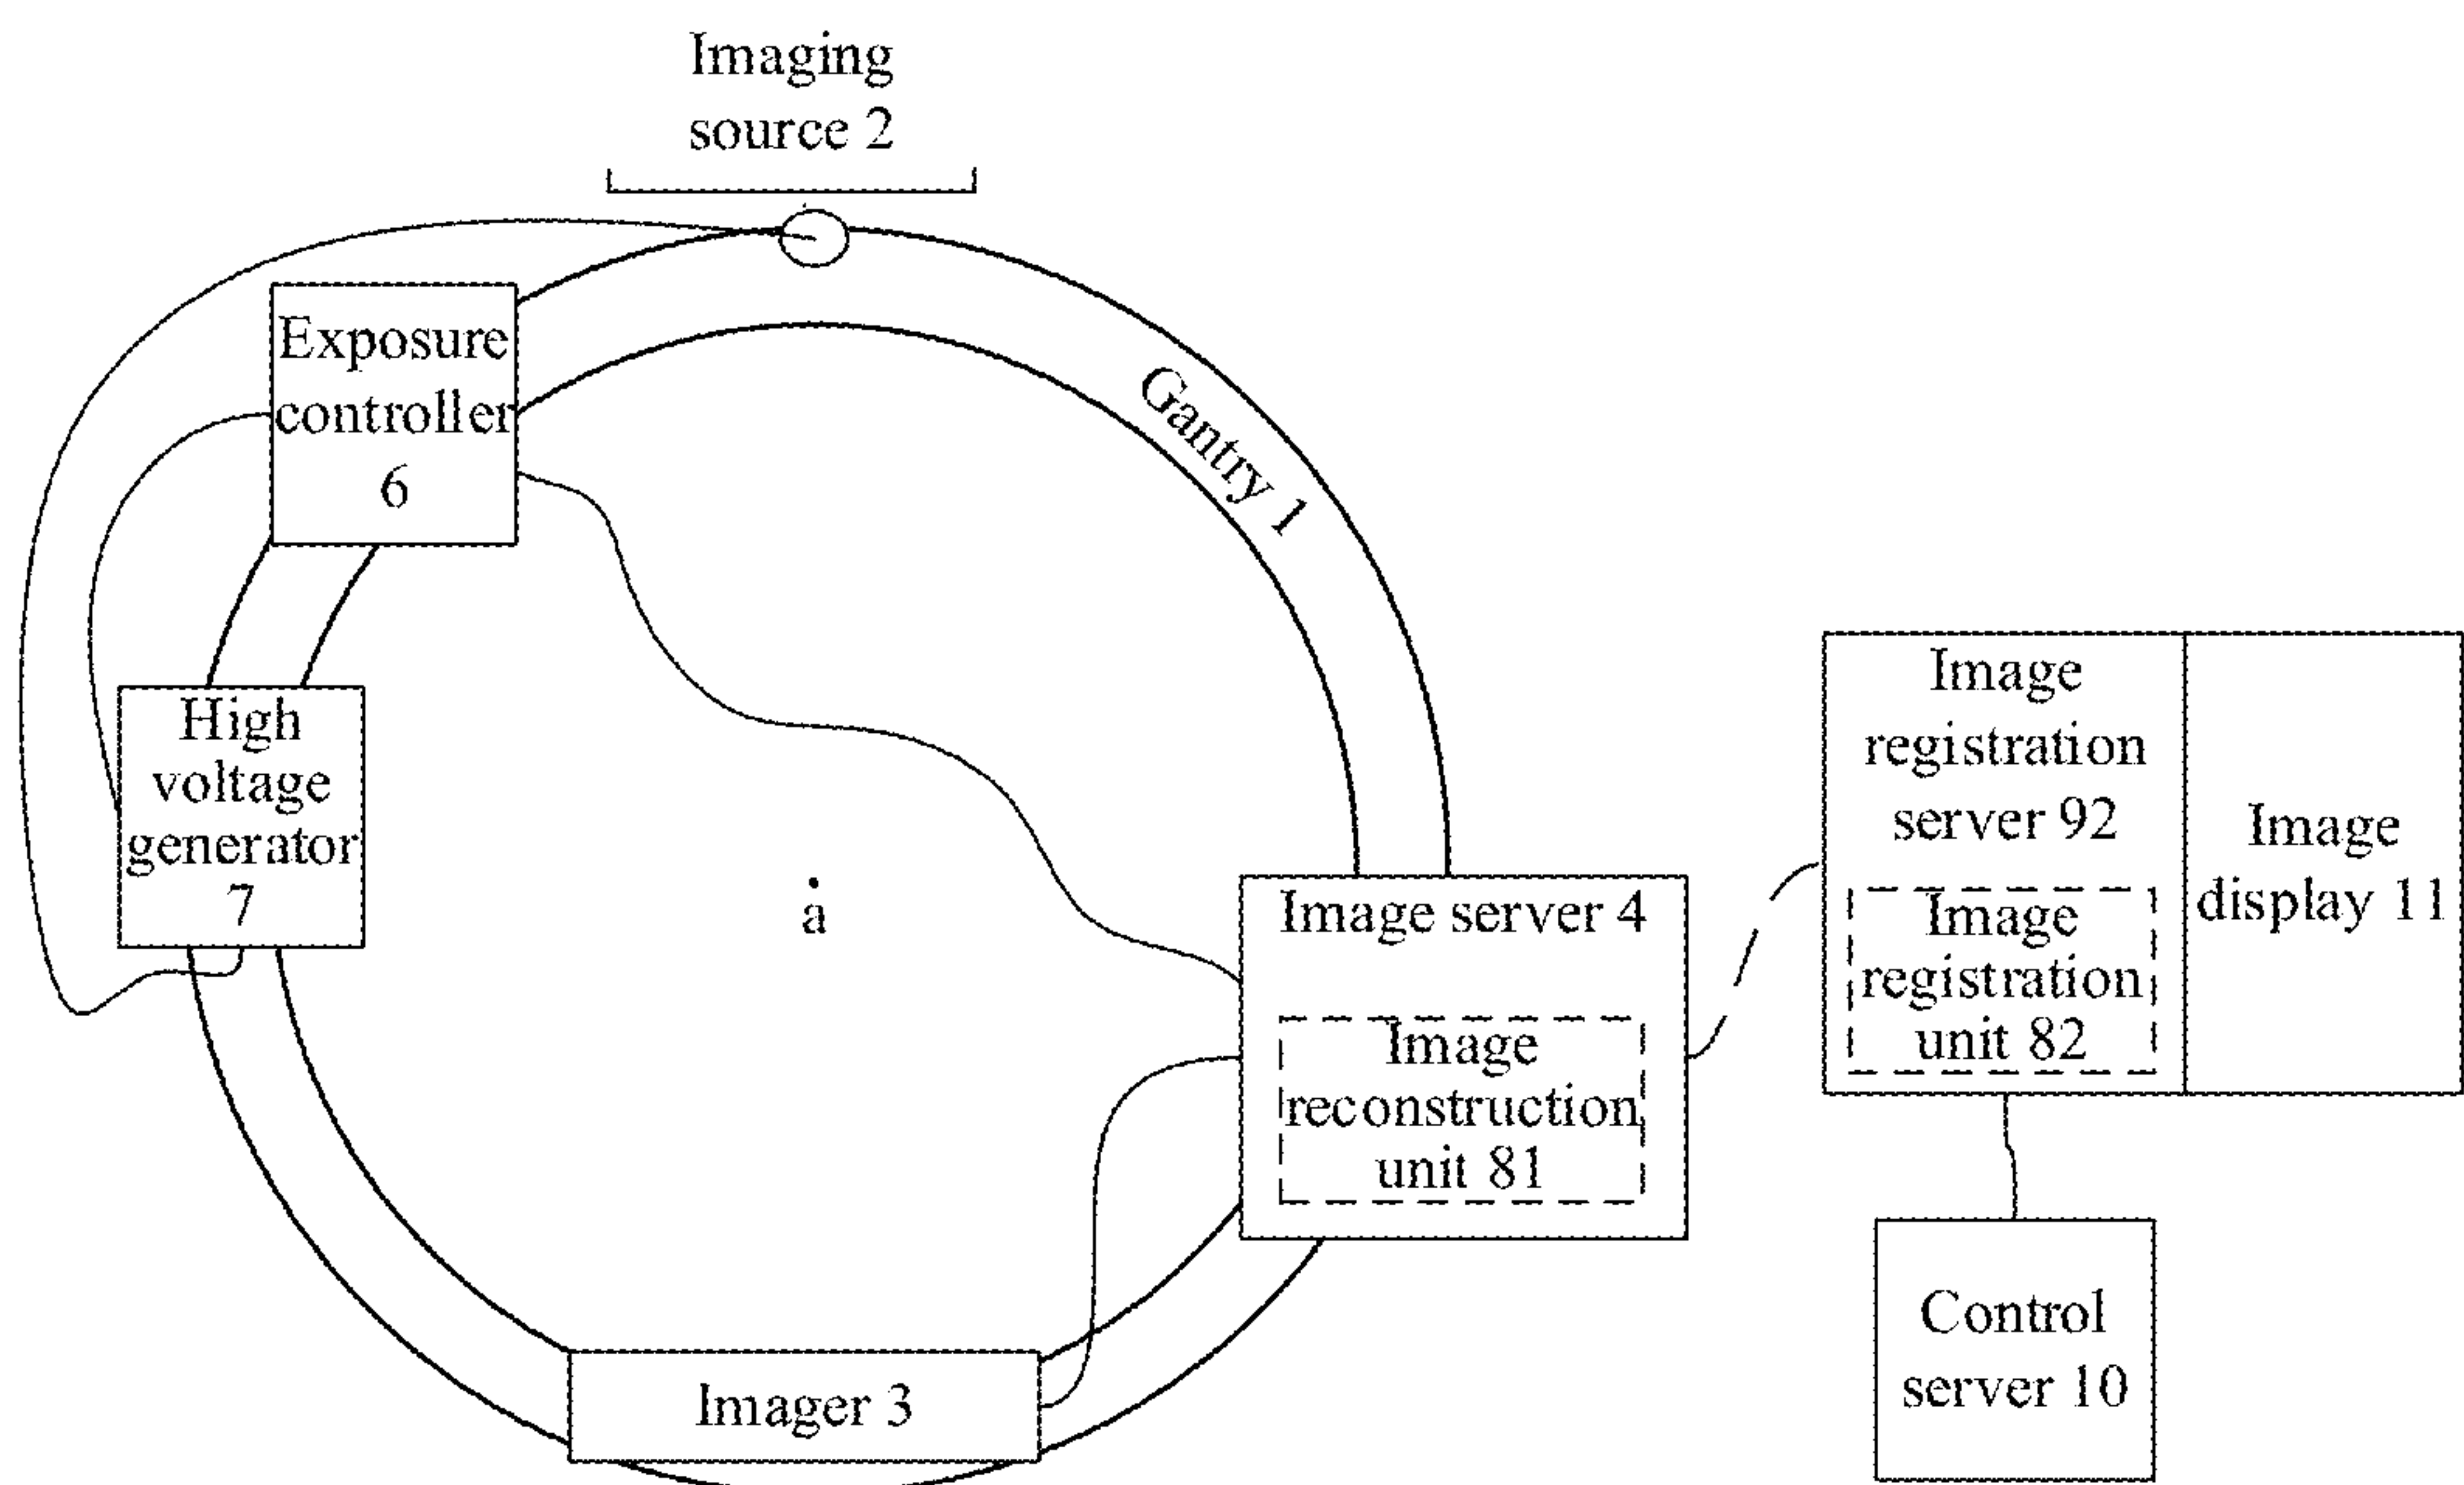 Imaging
source 2
Exposure
controller
6
Gantry 1
High
voltage
generator
7
a
Image server 4
Image
reconstruction
unit 81
Imager 3
Image
registration
server 92
Image
registration
unit 82
Image
display 11
Control
server 10